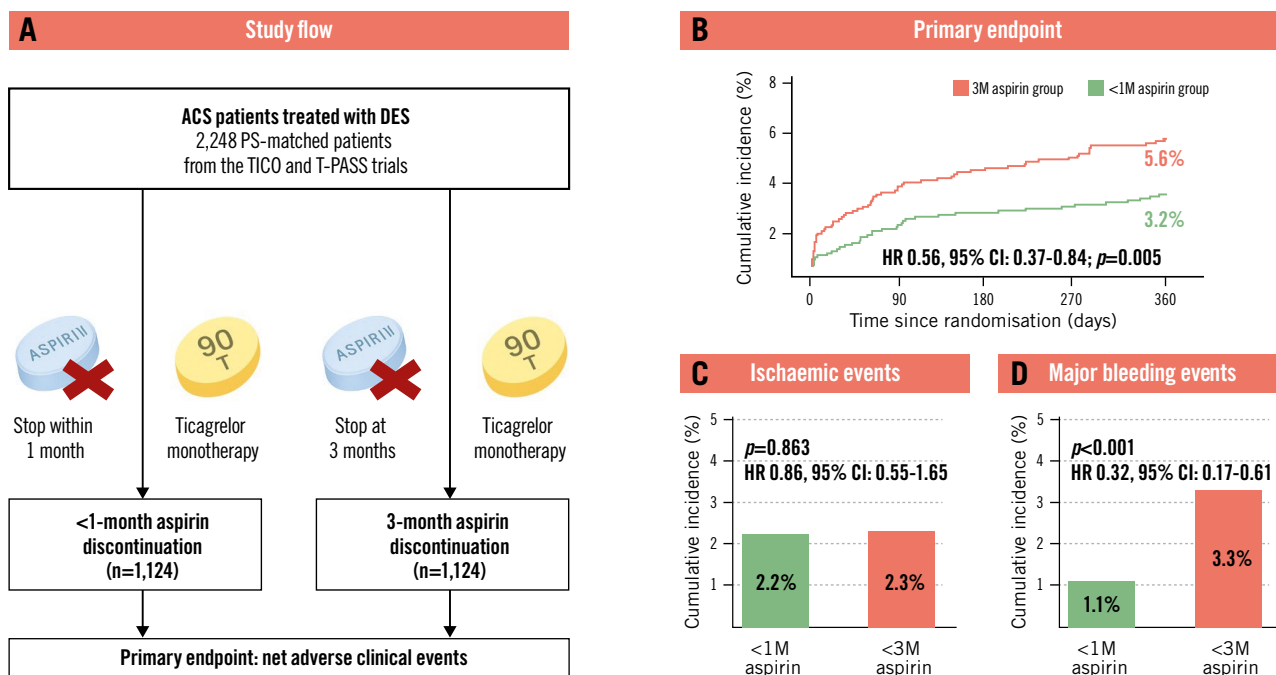 A
Study flow
ACS patients treated with DES
2,248 PS-matched patients
from the TICO and T-PASS trials
ASPIRIN
90
T
ASPIRIN
90
T
Stop within
1 month
Ticagrelor
monotherapy
Stop at
3 months
Ticagrelor
monotherapy
<1-month aspirin
discontinuation
(n=1,124)
3-month aspirin
discontinuation
(n=1,124)
Primary endpoint: net adverse clinical events
B
Primary endpoint
Cumulative incidence (%)
8
6
4
2
3M aspirin group
<1M aspirin group
5.6%
3.2%
HR 0.56, 95% CI: 0.37-0.84; p=0.005
0
90
180
270
360
Time since randomisation (days)
C
Ischaemic events
Cumulative incidence (%)
5
4
3
2
1
p=0.863
HR 0.86, 95% CI: 0.55-1.65
2.2%
2.3%
<1M
aspirin
<3M
aspirin
D
Major bleeding events
Cumulative incidence (%)
5
4
3
2
1
p<0.001
HR 0.32, 95% CI: 0.17-0.61
1.1%
3.3%
<1M
aspirin
<3M
aspirin